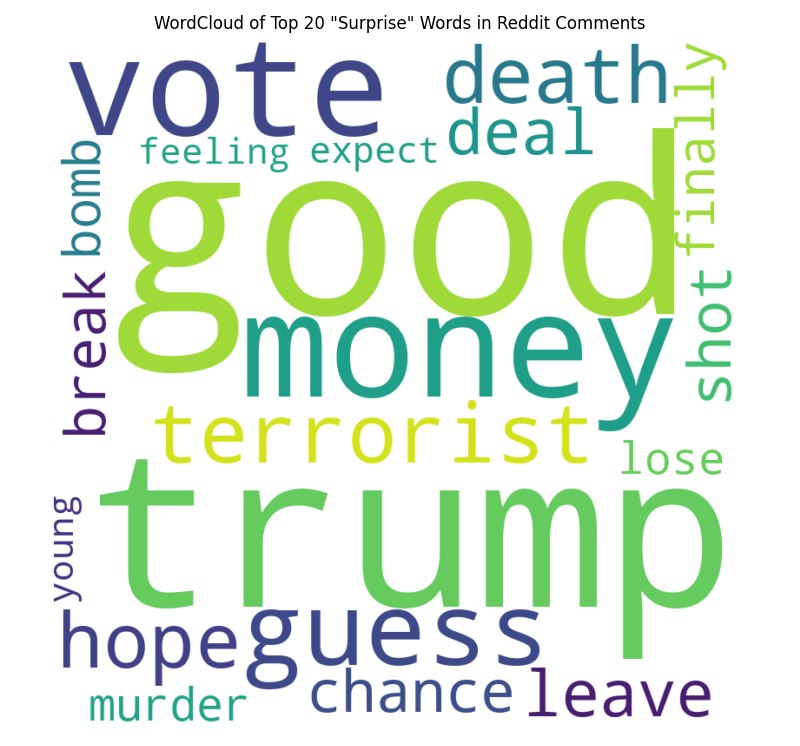 WordCloud of Top 20 "Surprise" Words in Reddit Comments
vote
death
deal
finally
feeling
expect
bomb
good
break
money
shot
terrorist
lose
trump
young
hope
guess
murder
chance
leave